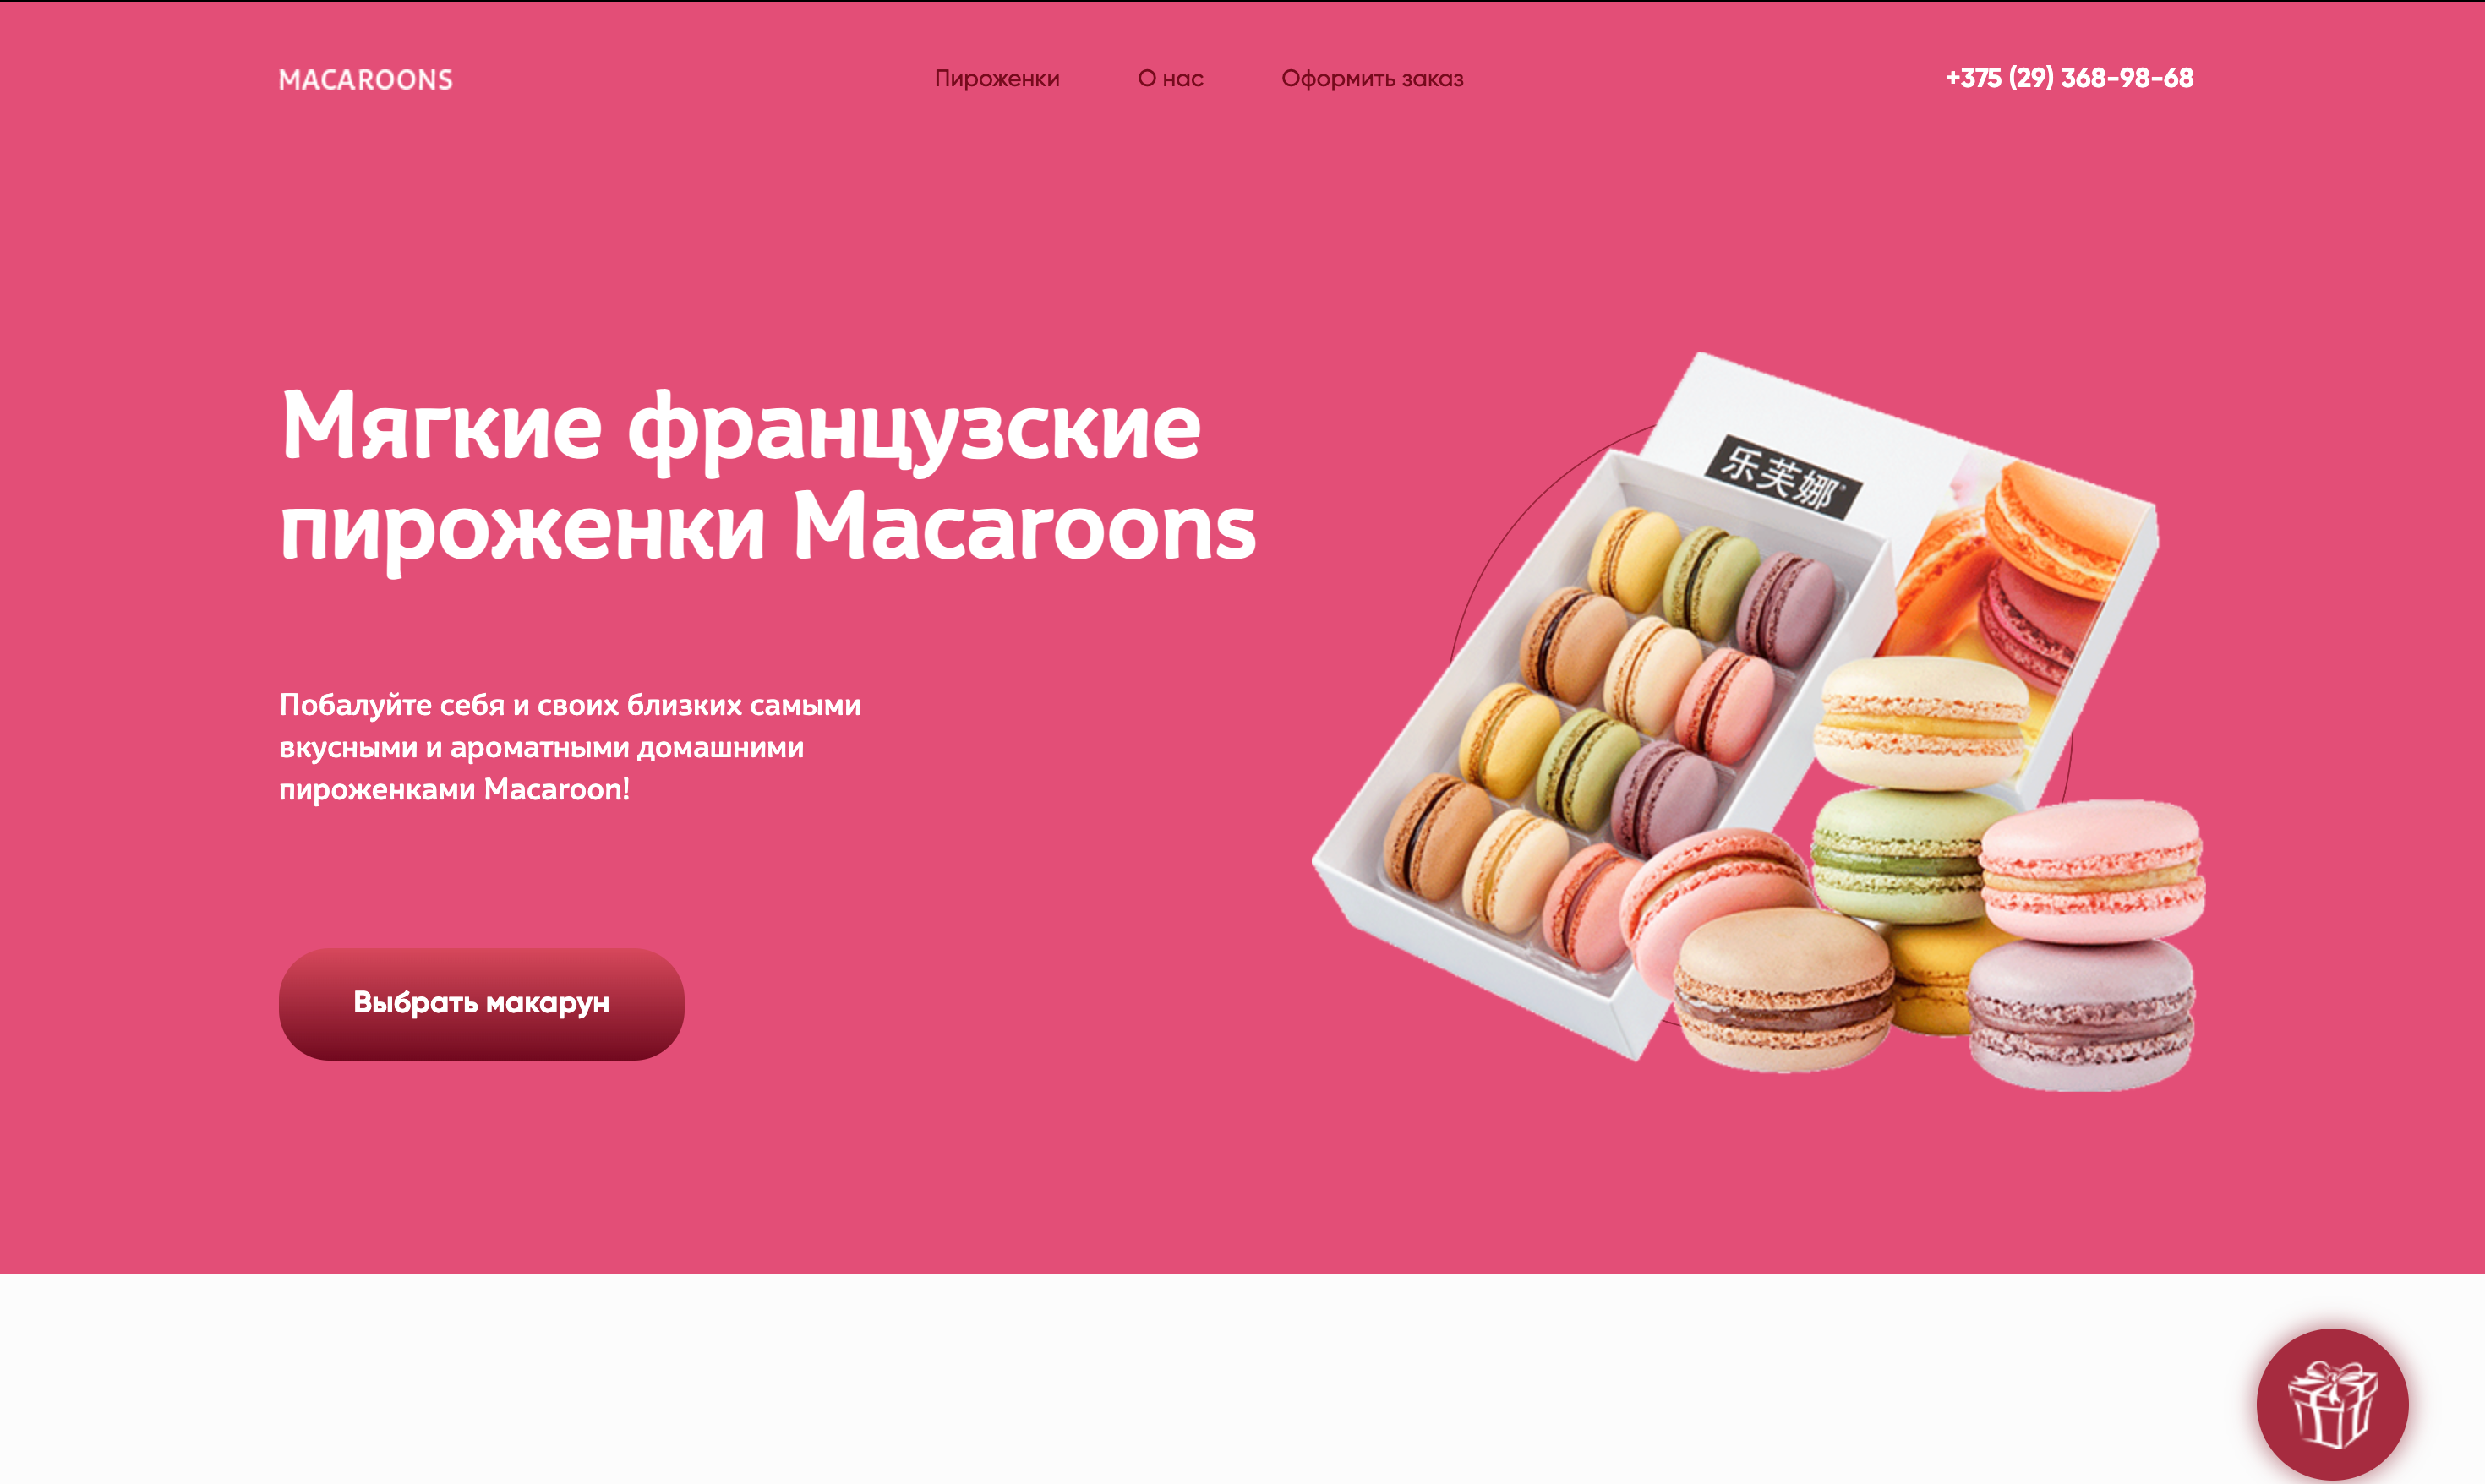 MACAROONS
Пироженки
О нас
Оформить заказ
+375 (29) 368-98-68
Мягкие французские
пироженки Macaroons
乐芙娜®
Побалуйте себя и своих близких самыми
вкусными и ароматными домашними
пироженками Macaroon!
Выбрать макарун